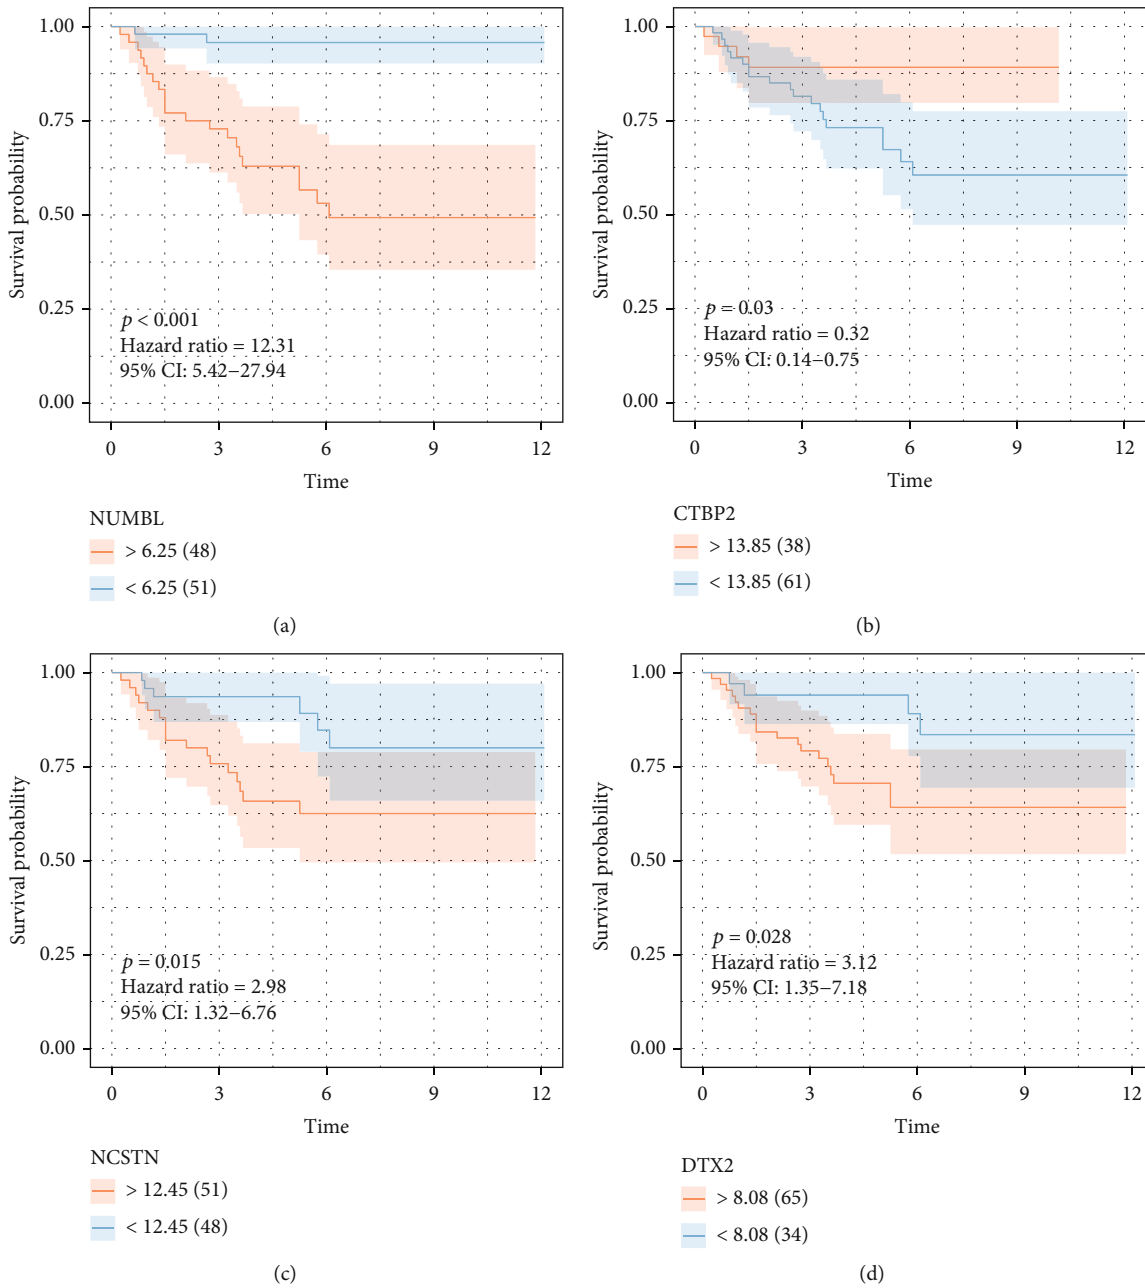 1.00
0.75
0.50
0.25
0.00
Survival probability
p < 0.001
Hazard ratio = 12.31
95% CI: 5.42–27.94
0 3 6 9 12
Time
NUMBL
> 6.25 (48)
< 6.25 (51)
(a)
1.00
0.75
0.50
0.25
0.00
Survival probability
p = 0.03
Hazard ratio = 0.32
95% CI: 0.14–0.75
0 3 6 9 12
Time
CTBP2
> 13.85 (38)
< 13.85 (61)
(b)
1.00
0.75
0.50
0.25
0.00
Survival probability
p = 0.015
Hazard ratio = 2.98
95% CI: 1.32–6.76
0 3 6 9 12
Time
NCSTN
> 12.45 (51)
< 12.45 (48)
(c)
1.00
0.75
0.50
0.25
0.00
Survival probability
p = 0.028
Hazard ratio = 3.12
95% CI: 1.35–7.18
0 3 6 9 12
Time
DTX2
> 8.08 (65)
< 8.08 (34)
(d)